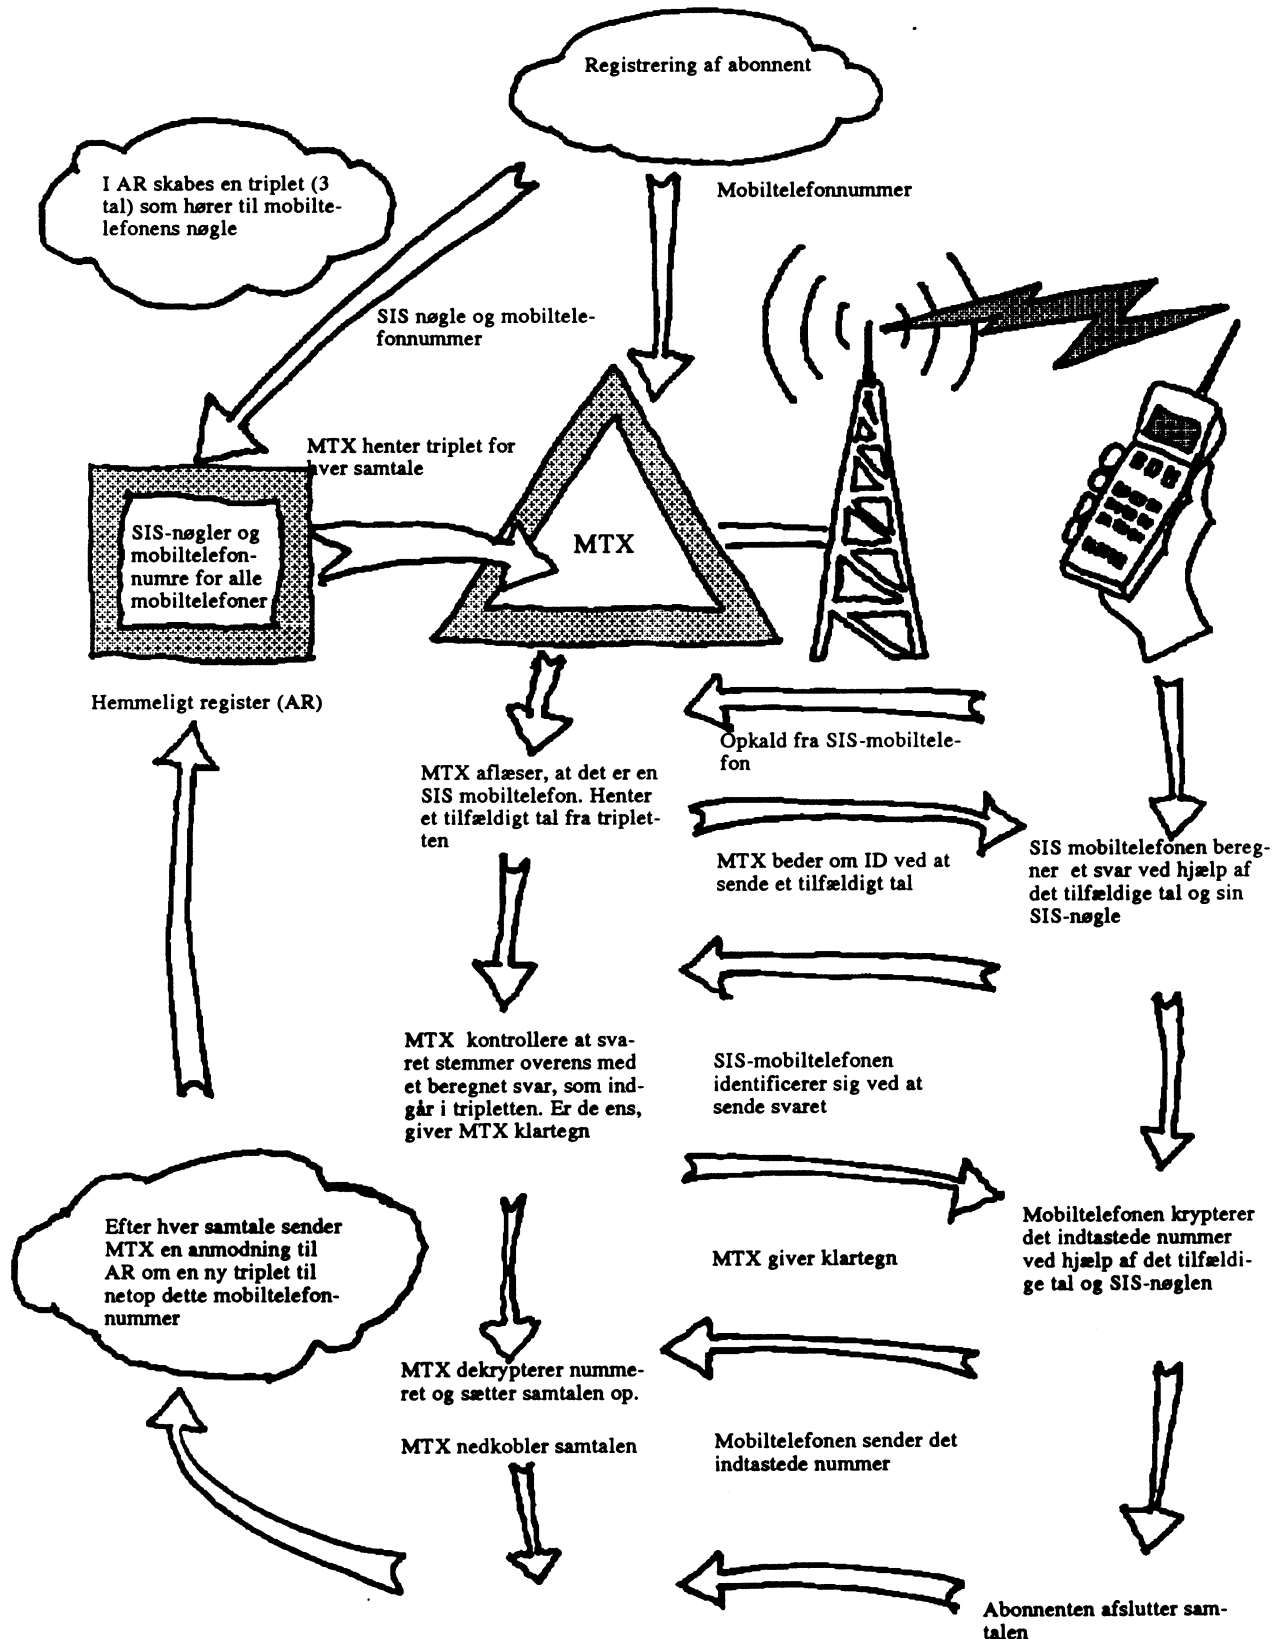 Registrering af abonnent
I AR skabes en triplet (3
tal) som hører til mobilte-
lefonens nøgle
Mobiltelefonnummer
SIS nøgle og mobiltele-
fonnummer
MTX henter triplet for
hver samtale
SIS-nøgler og
mobiltelefon-
numre for alle
mobiltelefoner
MTX
Hemmeligt register (AR)
Opkald fra SIS-mobiltele-
fon
MTX aflæser, at det er en
SIS mobiltelefon. Henter
et tilfældigt tal fra triplet-
ten
MTX beder om ID ved at
sende et tilfældigt tal
SIS mobiltelefonen bereg-
ner et svar ved hjælp af
det tilfældige tal og sin
SIS-nøgle
MTX kontrollere at sva-
ret stemmer overens med
et beregnet svar, som ind-
går i tripletten. Er de ens,
giver MTX klartegn
SIS-mobiltelefonen
identificerer sig ved at
sende svaret
Efter hver samtale sender
MTX en anmodning til
AR om en ny triplet til
netop dette mobiltelefon-
nummer
MTX giver klartegn
Mobiltelefonen krypterer
det indtastede nummer
ved hjælp af det tilfældi-
ge tal og SIS-nøglen
MTX dekrypterer numme-
ret og sætter samtalen op.
MTX nedkobler samtalen
Mobiltelefonen sender det
indtastede nummer
Abonnenten afslutter sam-
talen